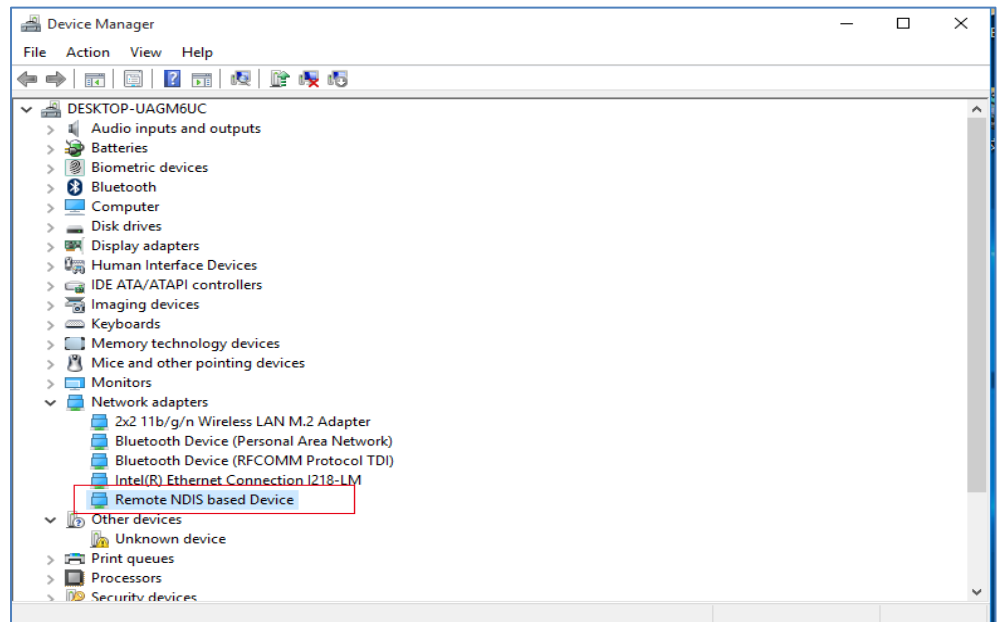 Device Manager
File Action View Help
DESKTOP-UAGM6UC
Audio inputs and outputs
Batteries
Biometric devices
Bluetooth
Computer
Disk drives
Display adapters
Human Interface Devices
IDE ATA/ATAPI controllers
Imaging devices
Keyboards
Memory technology devices
Mice and other pointing devices
Monitors
Network adapters
2x2 11b/g/n Wireless LAN M.2 Adapter
Bluetooth Device (Personal Area Network)
Bluetooth Device (RFCOMM Protocol TDI)
Intel(R) Ethernet Connection I218-LM
Remote NDIS based Device
Other devices
Unknown device
Print queues
Processors
Security devices